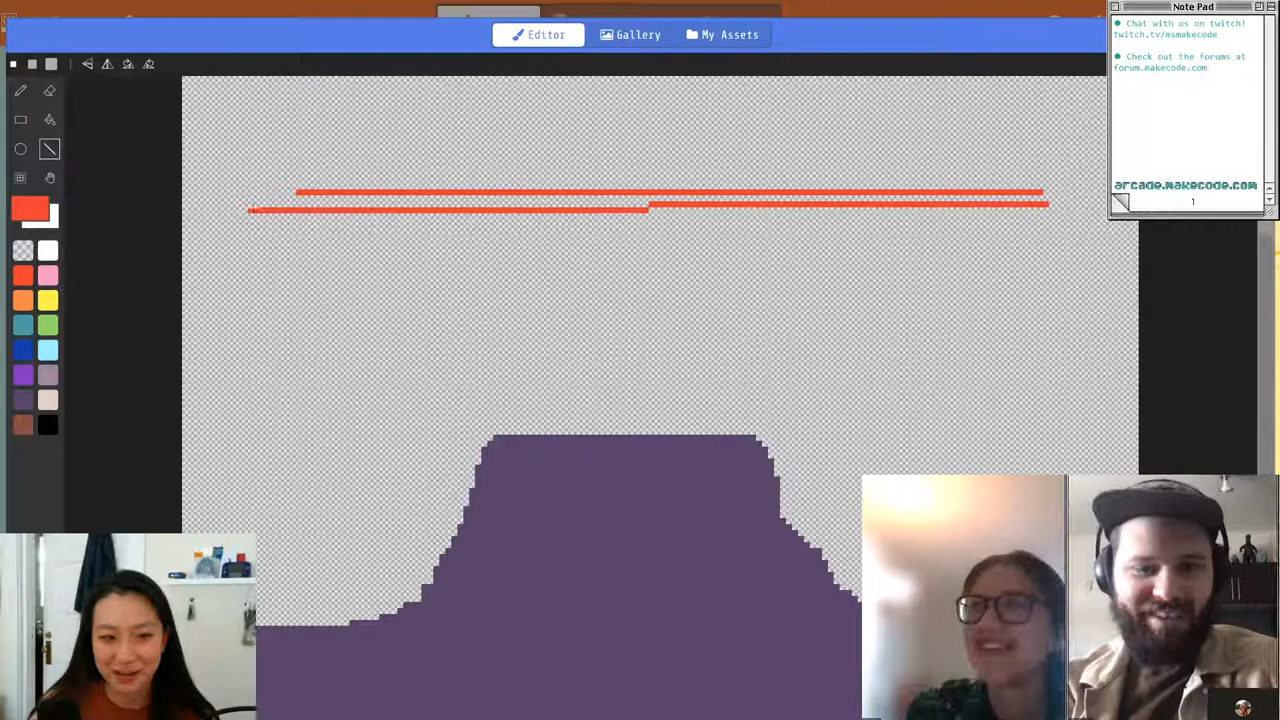 Editor
Gallery
My Assets
Note Pad
● Chat with us on twitch!
twitch.tv/msmakecode
● Check out the forums at
forum.makecode.com
arcade.makecode.com
1